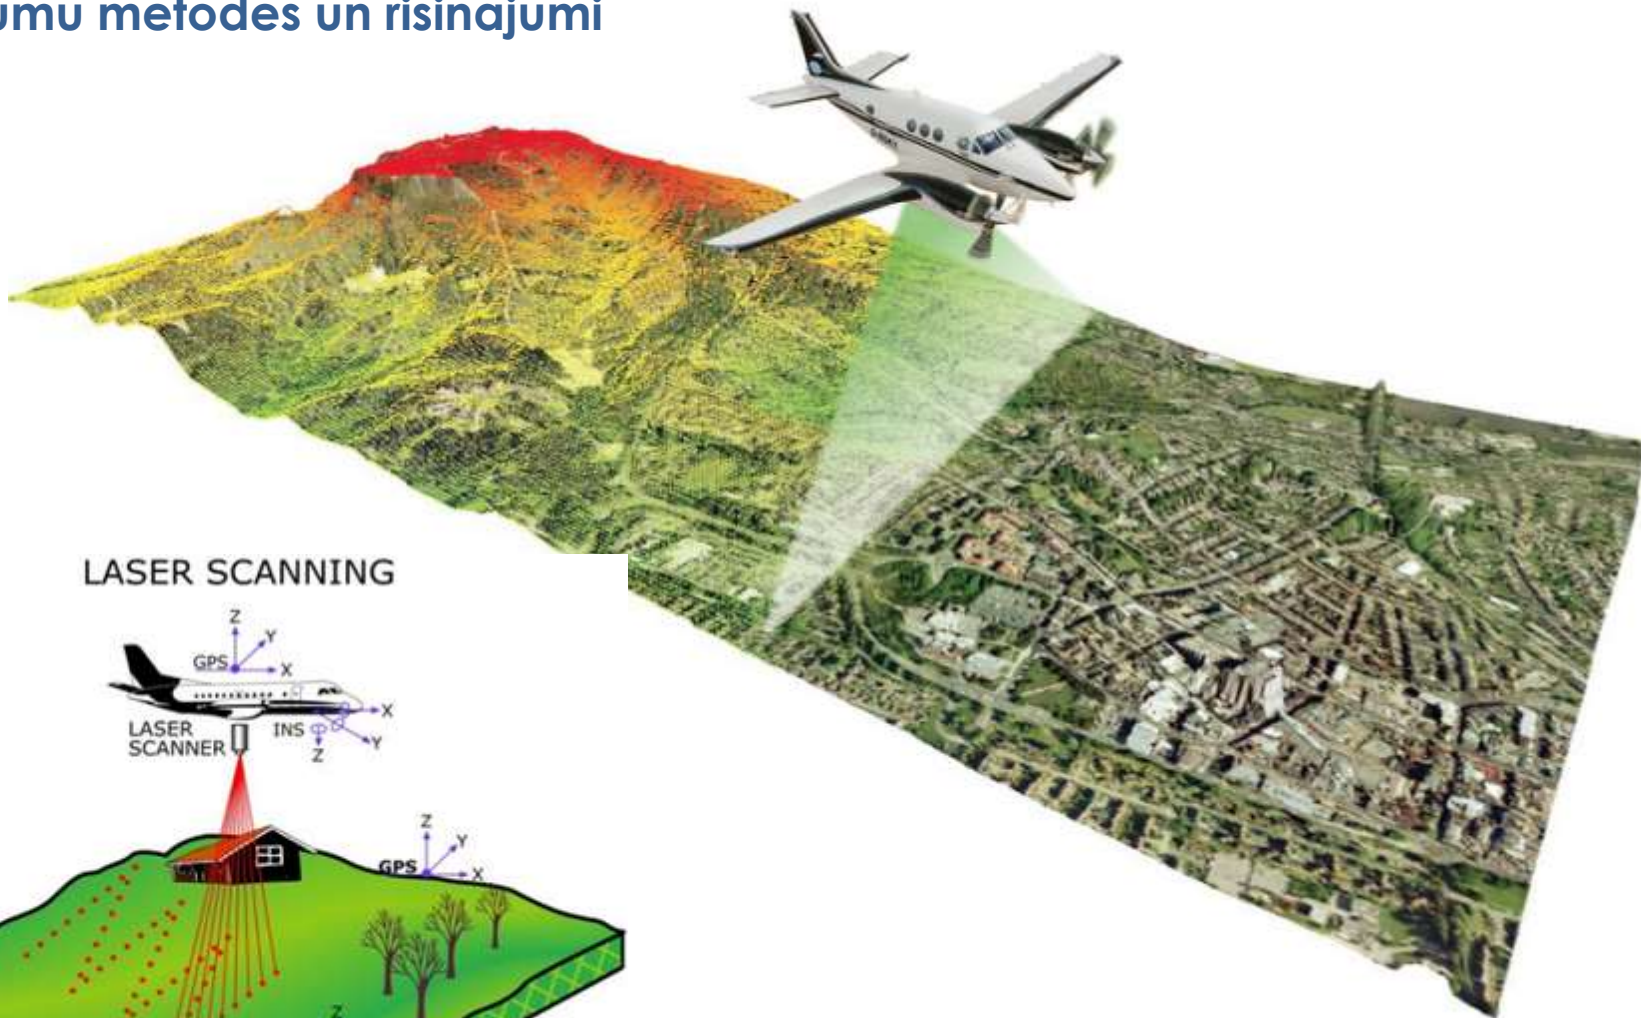 umu metodes un risinājumi
LASER SCANNING
Z
Y
GPS
X
LASER
SCANNER
INS
X
Y
Z
Z
Y
GPS
X
Z